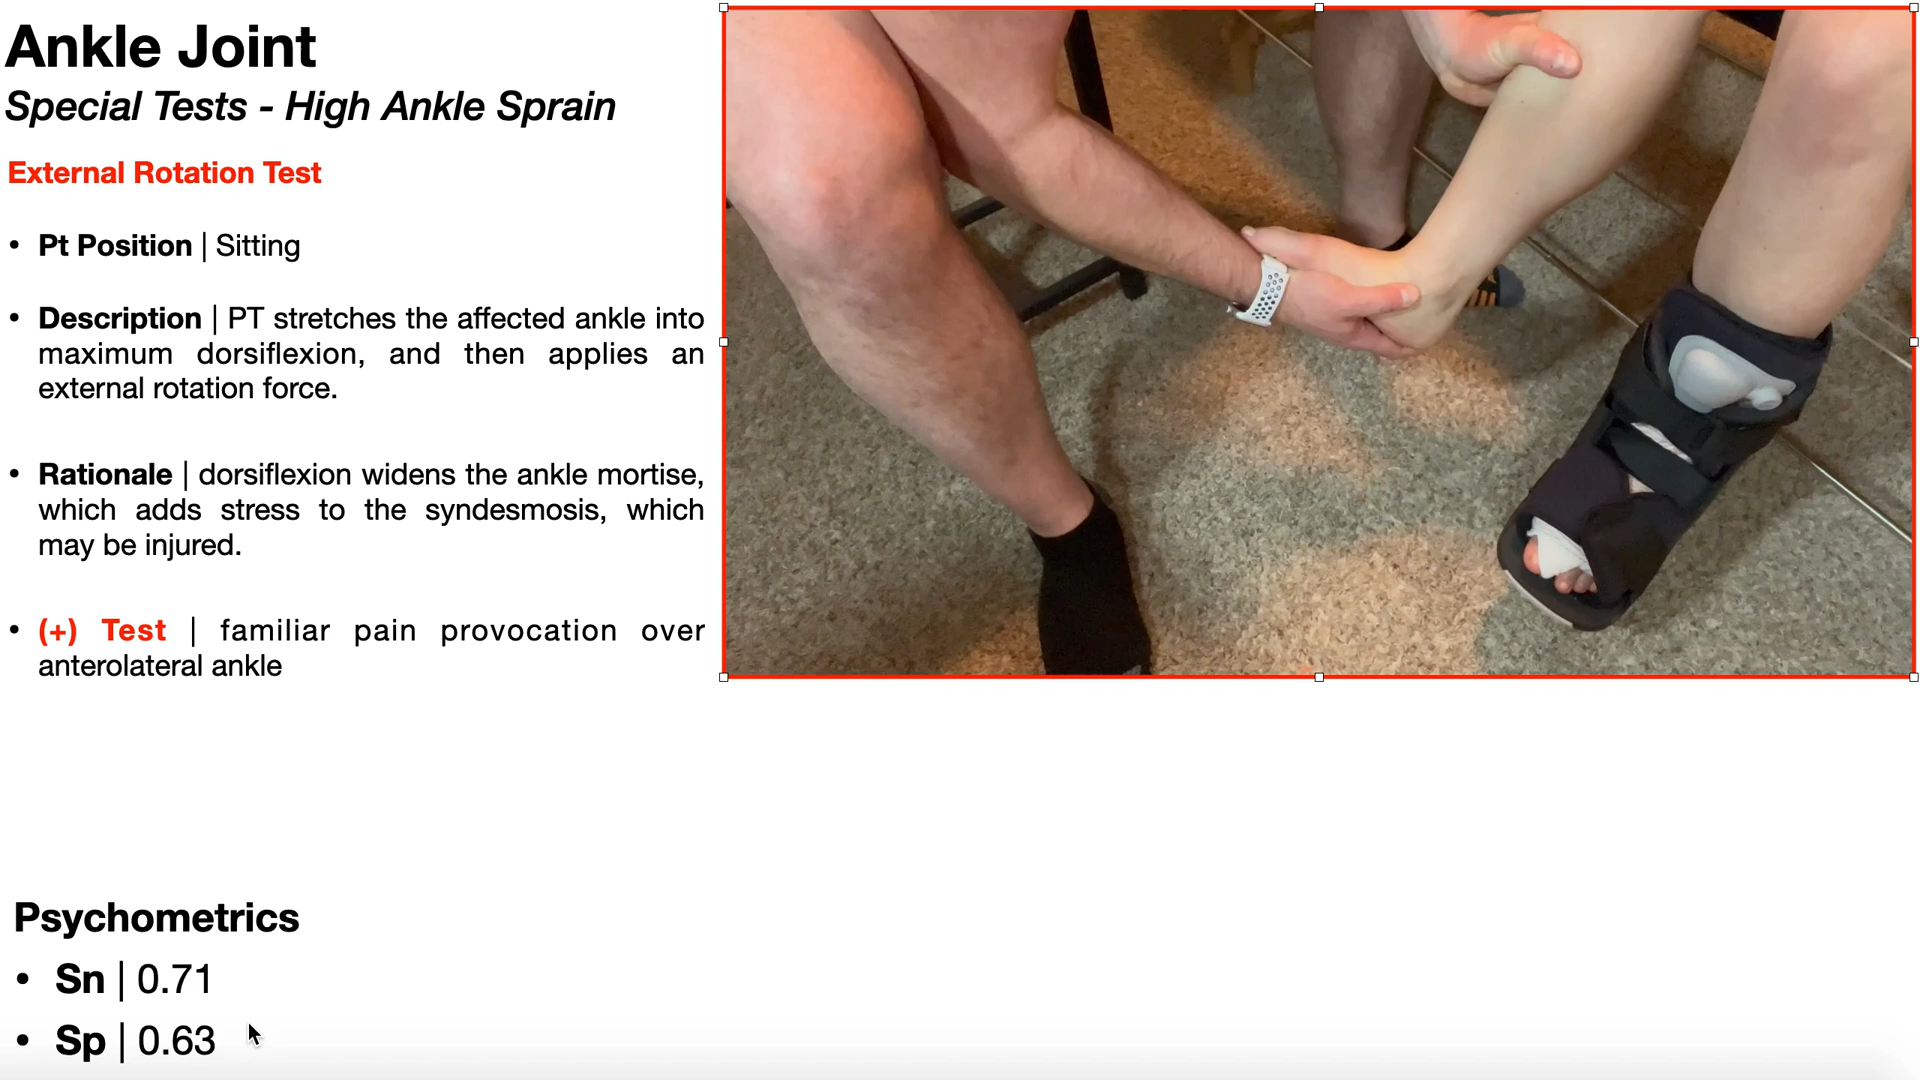 Ankle Joint
Special Tests - High Ankle Sprain
External Rotation Test
• Pt Position | Sitting
• Description | PT stretches the affected ankle into
maximum dorsiflexion, and then applies an
external rotation force.
• Rationale | dorsiflexion widens the ankle mortise,
which adds stress to the syndesmosis, which
may be injured.
• (+) Test | familiar pain provocation over
anterolateral ankle
Psychometrics
• Sn | 0.71
• Sp | 0.63